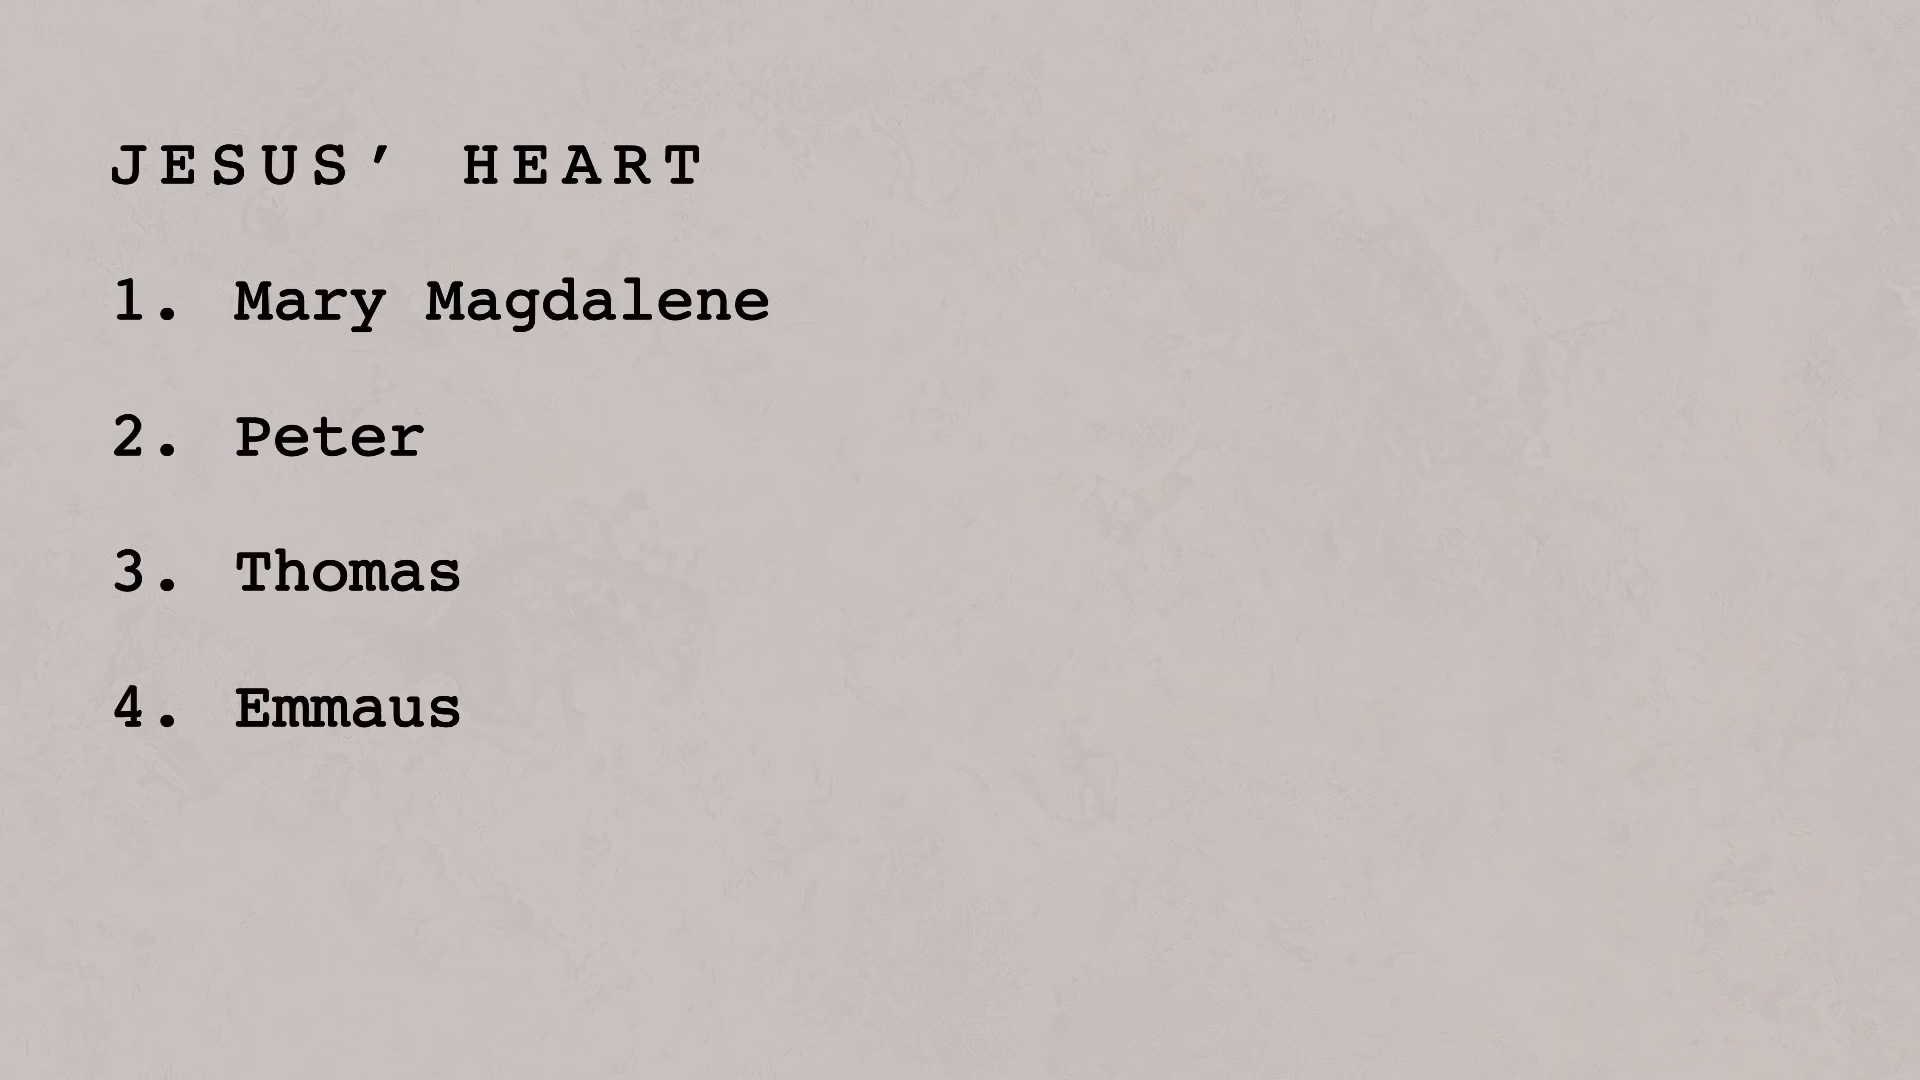 JESUS’ HEART
1. Mary Magdalene
2. Peter
3. Thomas
4. Emmaus